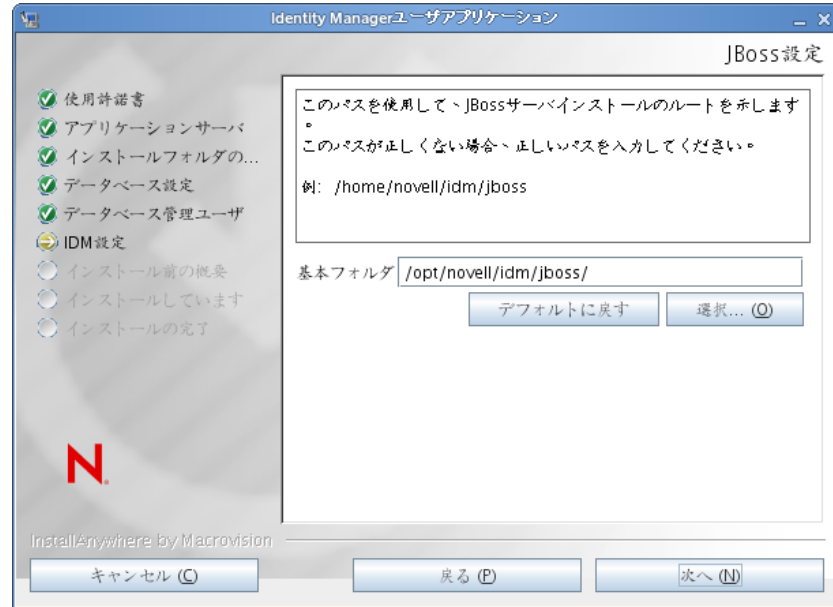 Identity Managerユーザアプリケーション
JBoss設定
使用許諾書
アプリケーションサーバ
インストールフォルダの...
データベース設定
データベース管理ユーザ
IDM設定
インストール前の概要
インストールしています
インストールの完了
このパスを使用して、JBossサーバインストールのルートを示します
。
このパスが正しくない場合、正しいパスを入力してください。
例: /home/novell/idm/jboss
基本フォルダ /opt/novell/idm/jboss/
デフォルトに戻す 選択... (O)
N
InstallAnywhere by Macrovision
キャンセル (C) 戻る (P) 次へ (N)